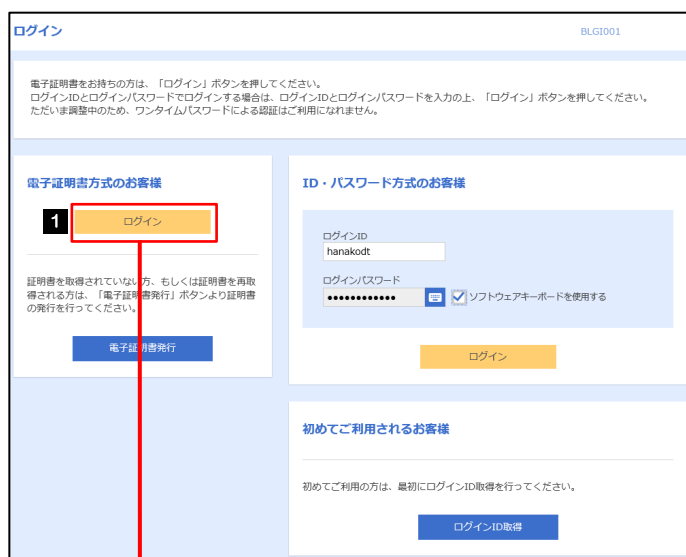 ログイン
BLGI001
電子証明書をお持ちの方は、「ログイン」ボタンを押してください。
ログインIDとログインパスワードでログインする場合は、ログインIDとログインパスワードを入力の上、「ログイン」ボタンを押してください。
ただいま調整中のため、ワンタイムパスワードによる認証はご利用になれません。
電子証明書方式のお客様
1
ログイン
証明書を取得されていない方、もしくは証明書を再取
得される方は、「電子証明書発行」ボタンより証明書
の発行を行ってください。
電子証明書発行
ID・パスワード方式のお客様
ログインID
hanakodt
ログインパスワード
●●●●●●●●●●●●
ソフトウェアキーボードを使用する
ログイン
初めてご利用されるお客様
初めてご利用の方は、最初にログインID取得を行ってください。
ログインID取得